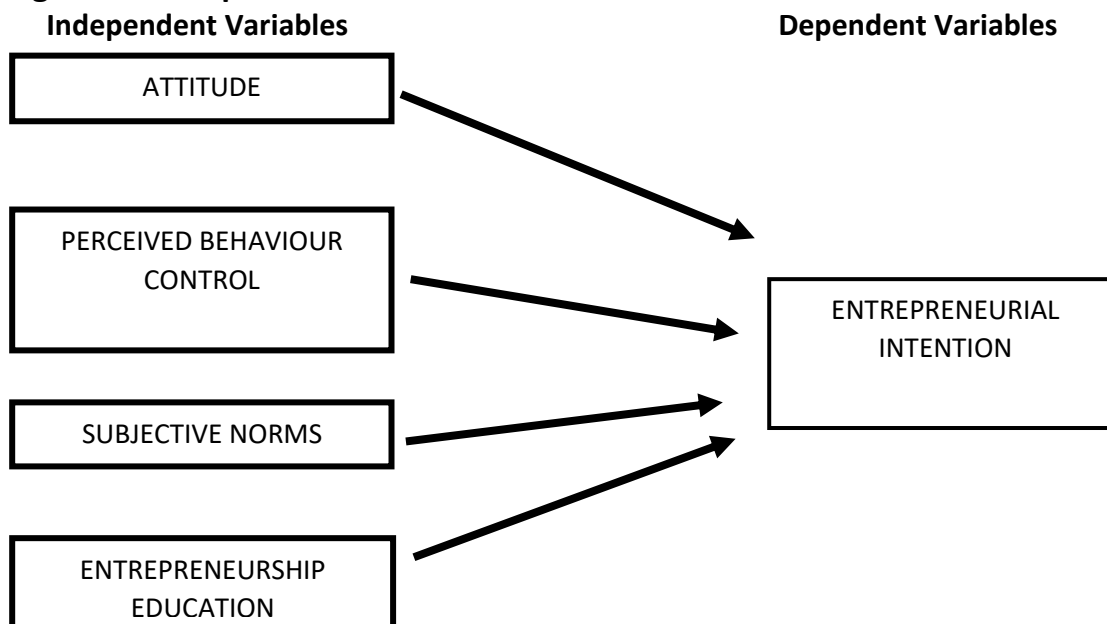 Independent Variables
Dependent Variables
ATTITUDE
PERCEIVED BEHAVIOUR
CONTROL
ENTREPRENEURIAL
INTENTION
SUBJECTIVE NORMS
ENTREPRENEURSHIP
EDUCATION